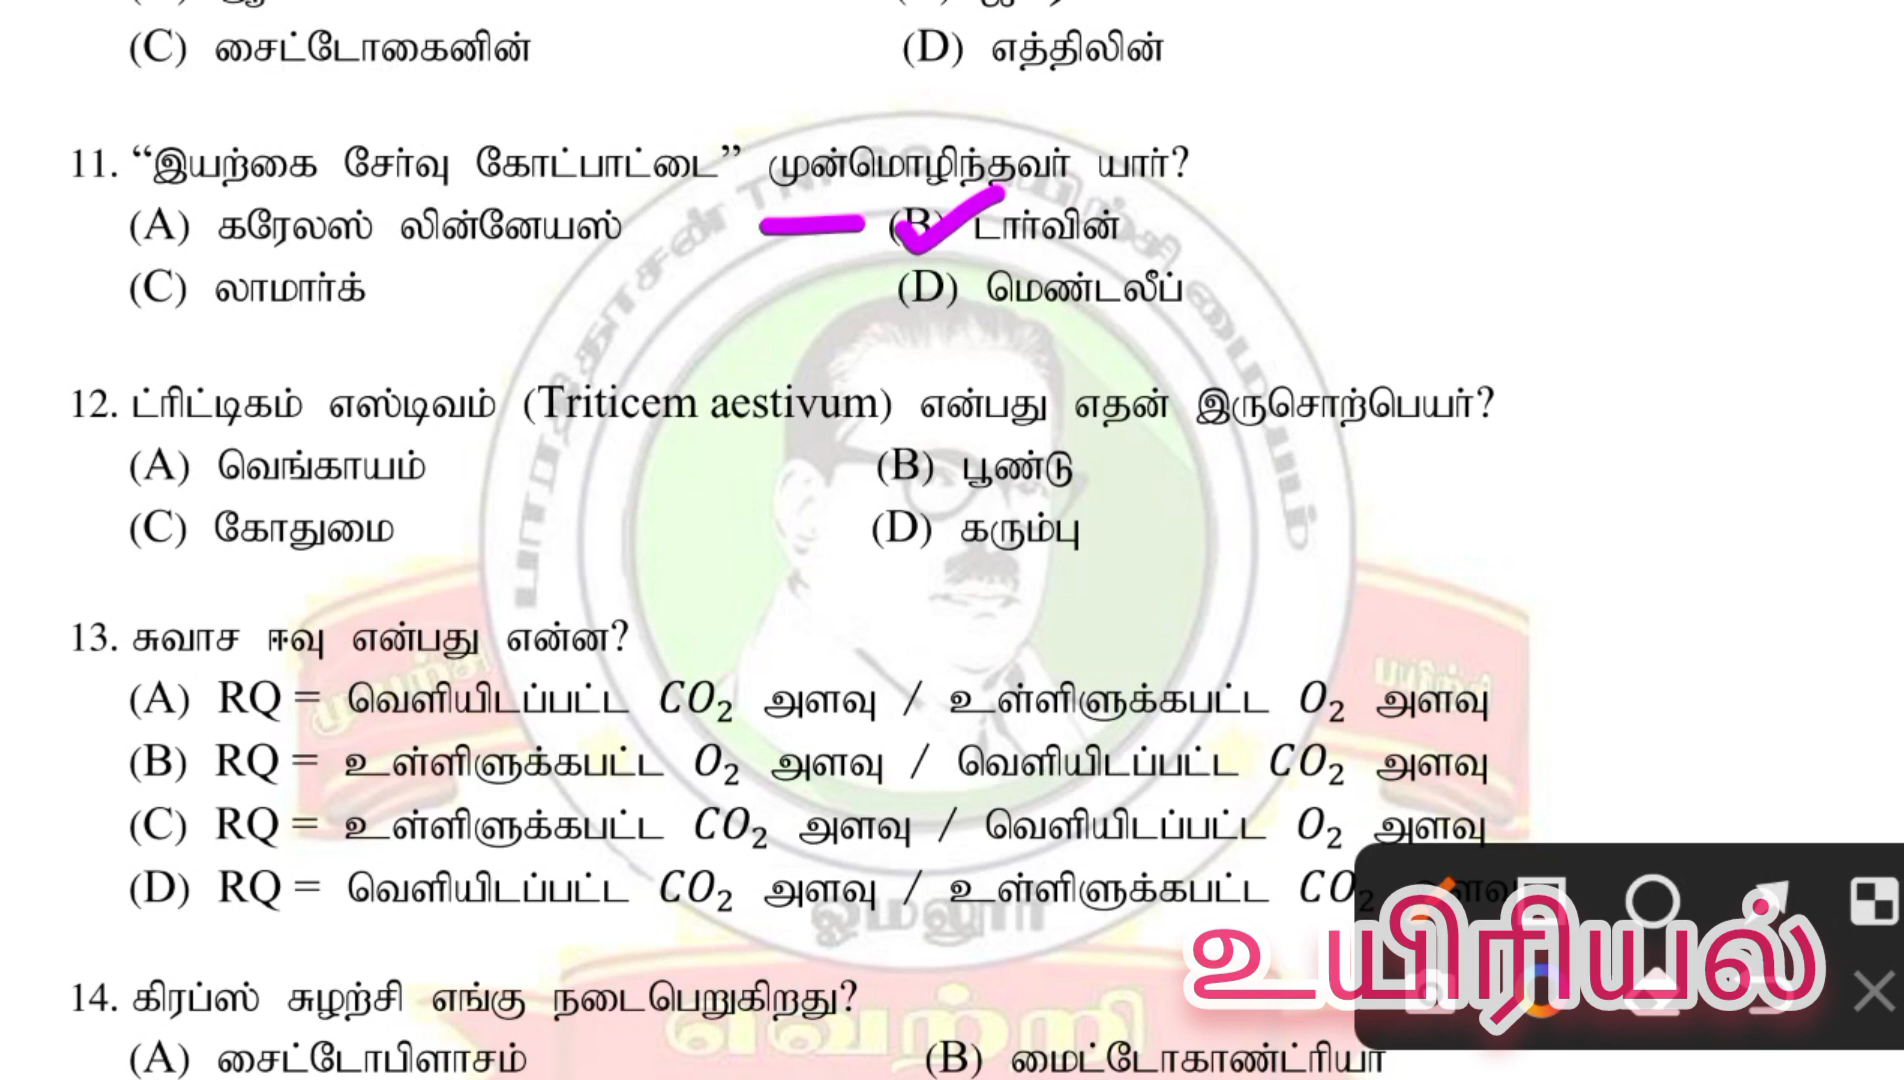 (C) சைட்டோகைனின் (D) எத்திலின்
11. “இயற்கை சேர்வு கோட்பாட்டை” முன்மொழிந்தவர் யார்?
(A) கரேலஸ் லின்னேயஸ் (B) டார்வின்
(C) லாமார்க் (D) மெண்டலீப்
12. ட்ரிட்டிகம் எஸ்டிவம் (Triticem aestivum) என்பது எதன் இருசொற்பெயர்?
(A) வெங்காயம் (B) பூண்டு
(C) கோதுமை (D) கரும்பு
13. சுவாச ஈவு என்பது என்ன?
(A) RQ = வெளியிடப்பட்ட CO₂ அளவு / உள்ளிளுக்கபட்ட O₂ அளவு
(B) RQ = உள்ளிளுக்கபட்ட O₂ அளவு / வெளியிடப்பட்ட CO₂ அளவு
(C) RQ = உள்ளிளுக்கபட்ட CO₂ அளவு / வெளியிடப்பட்ட O₂ அளவு
(D) RQ = வெளியிடப்பட்ட CO₂ அளவு / உள்ளிளுக்கபட்ட CO₂ அளவு
உயிரியல்
14. கிரப்ஸ் சுழற்சி எங்கு நடைபெறுகிறது?
(A) சைட்டோபிளாசம் (B) மைட்டோகாண்ட்ரியா
ஓமலூர்
வெற்றி